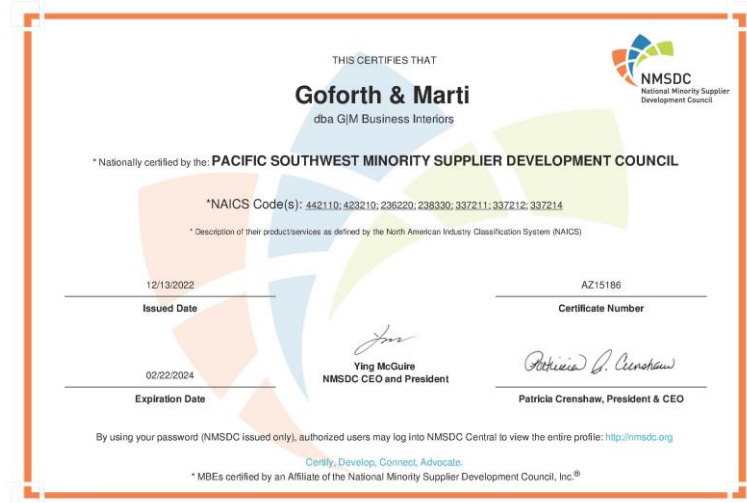 THIS CERTIFIES THAT
Goforth & Marti
dba G|M Business Interiors
NMSDC
National Minority Supplier
Development Council
* Nationally certified by the: PACIFIC SOUTHWEST MINORITY SUPPLIER DEVELOPMENT COUNCIL
*NAICS Code(s): 442110; 423210; 236220; 238330; 337211; 337212; 337214
* Description of their product/services as defined by the North American Industry Classification System (NAICS)
12/13/2022
Issued Date
AZ15186
Certificate Number
02/22/2024
Expiration Date
Ying McGuire
NMSDC CEO and President
Patricia A. Crenshaw
Patricia Crenshaw, President & CEO
By using your password (NMSDC issued only), authorized users may log into NMSDC Central to view the entire profile: http://nmsdc.org
Certify, Develop, Connect, Advocate.
* MBEs certified by an Affiliate of the National Minority Supplier Development Council, Inc.®